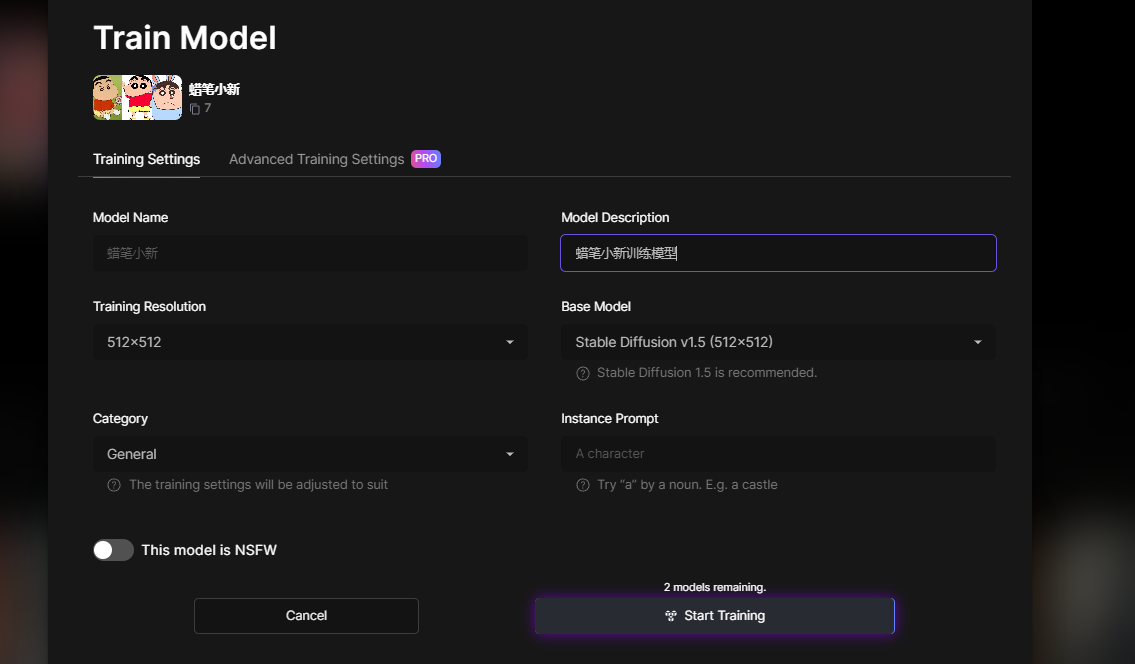 Train Model
蜡笔小新
7
Training Settings
Advanced Training Settings PRO
Model Name
Model Description
蜡笔小新
蜡笔小新训练模型
Training Resolution
Base Model
512×512
Stable Diffusion v1.5 (512×512)
Stable Diffusion 1.5 is recommended.
Category
Instance Prompt
General
A character
The training settings will be adjusted to suit
Try “a” by a noun. E.g. a castle
This model is NSFW
2 models remaining.
Cancel
Start Training